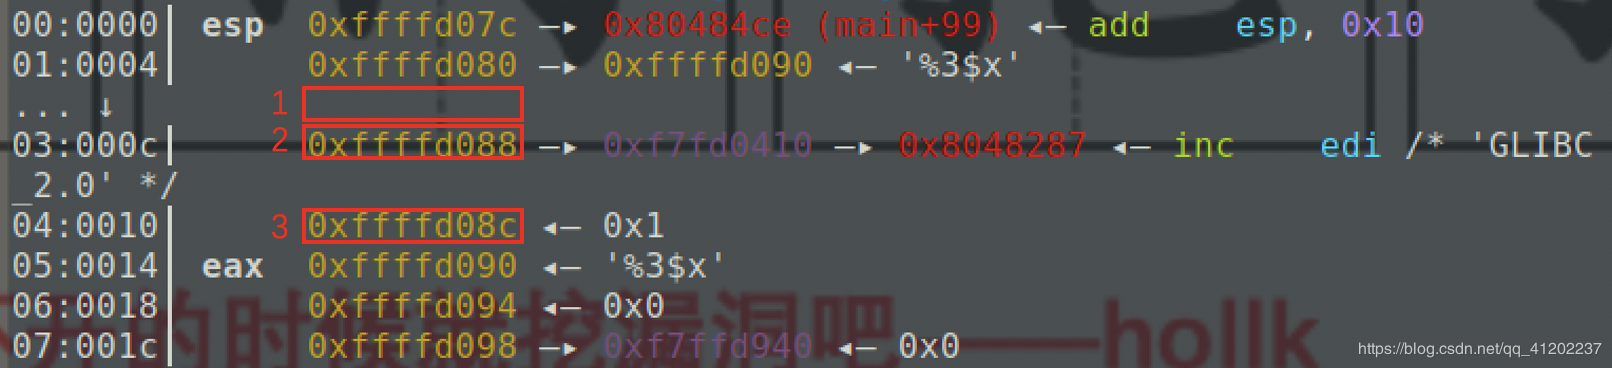 00:0000│ esp 0xffffd07c —▸ 0x80484ce (main+99) ◂— add esp, 0x10
01:0004│ 0xffffd080 —▸ 0xffffd090 ◂— '%3$x'
... ↓ 1
03:000c│ 2 0xffffd088 —▸ 0xf7fd0410 —▸ 0x8048287 ◂— inc edi /* 'GLIBC
_2.0' */
04:0010│ 3 0xffffd08c ◂— 0x1
05:0014│ eax 0xffffd090 ◂— '%3$x'
06:0018│ 0xffffd094 ◂— 0x0
07:001c│ 0xffffd098 —▸ 0xf7ffd940 ◂— 0x0
的时候就挖漏洞吧——hollk
https://blog.csdn.net/qq_41202237